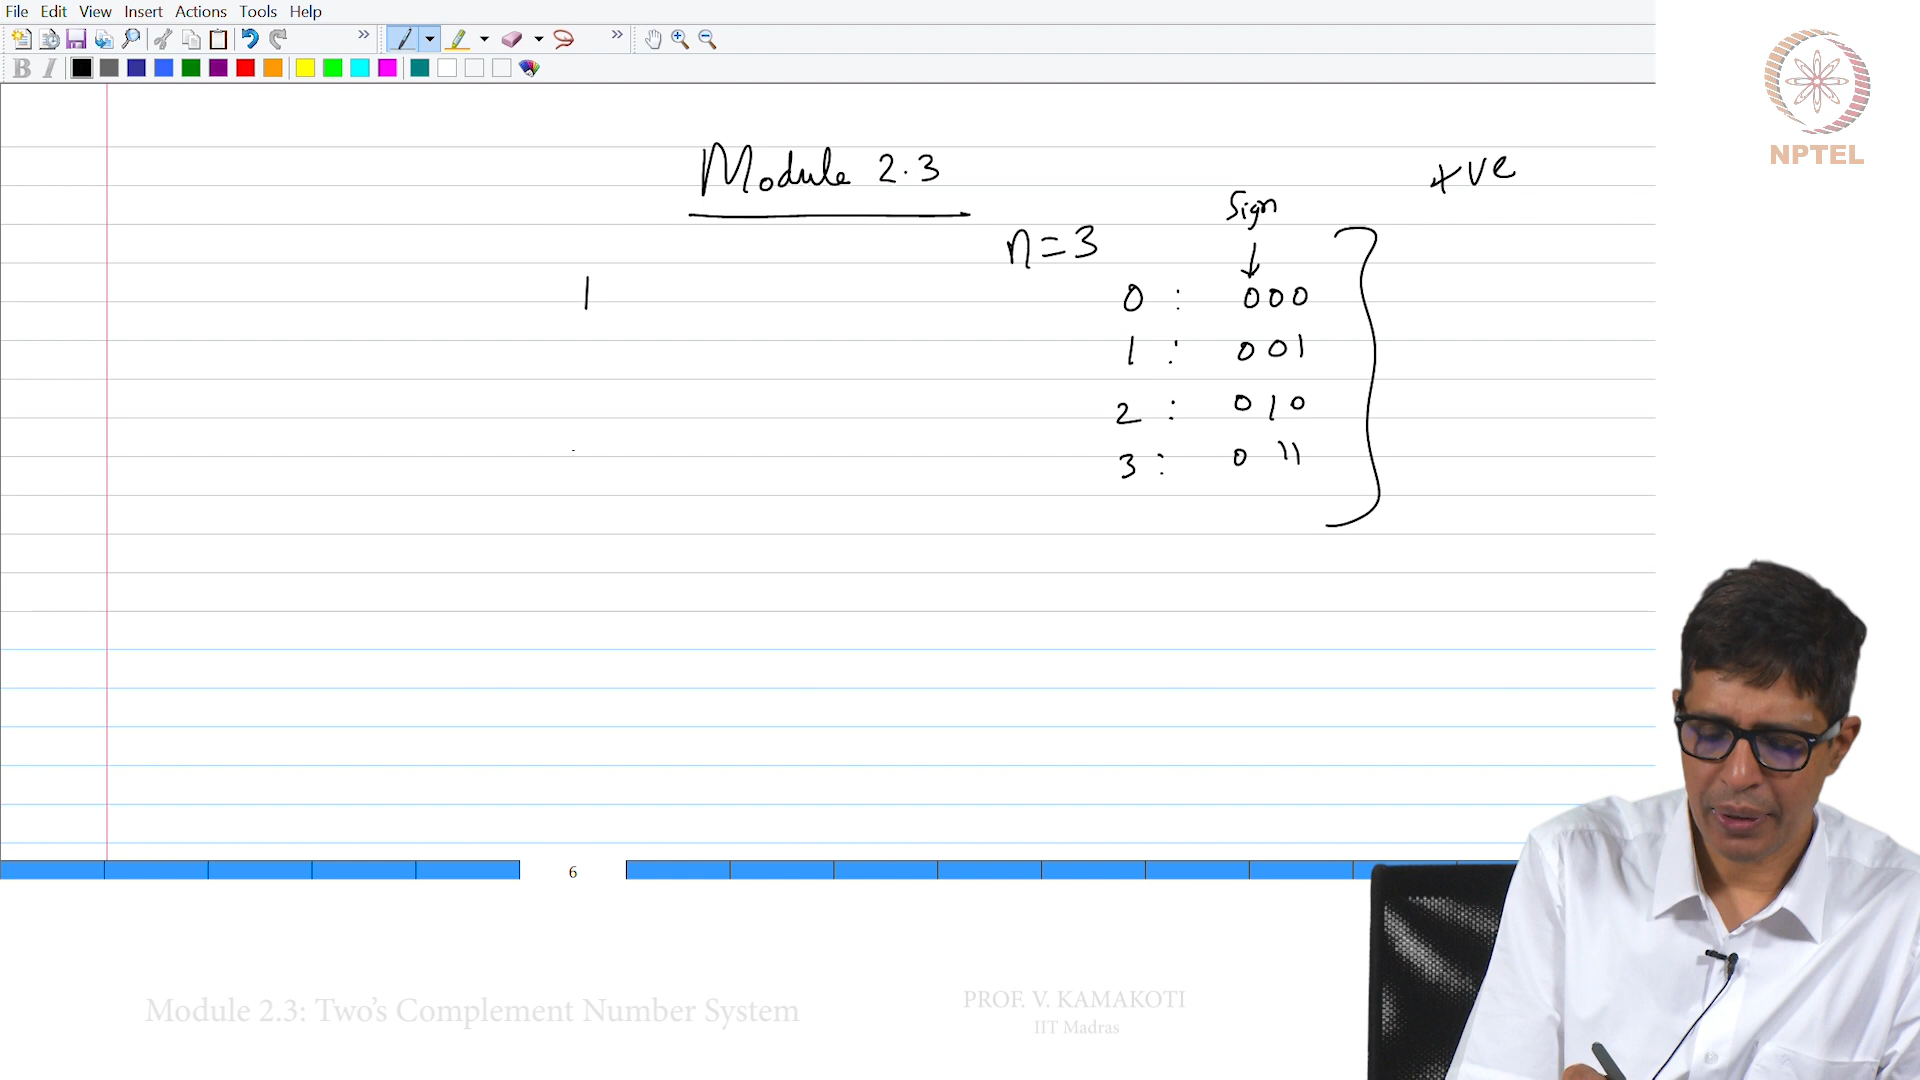 File Edit View Insert Actions Tools Help
B I
NPTEL
Module 2.3
+ve
Sign
n=3
1
0 : 000
1 : 001
2 : 010
3 : 011
6
Module 2.3: Two's Complement Number System
PROF. V. KAMAKOTI
IIT Madras